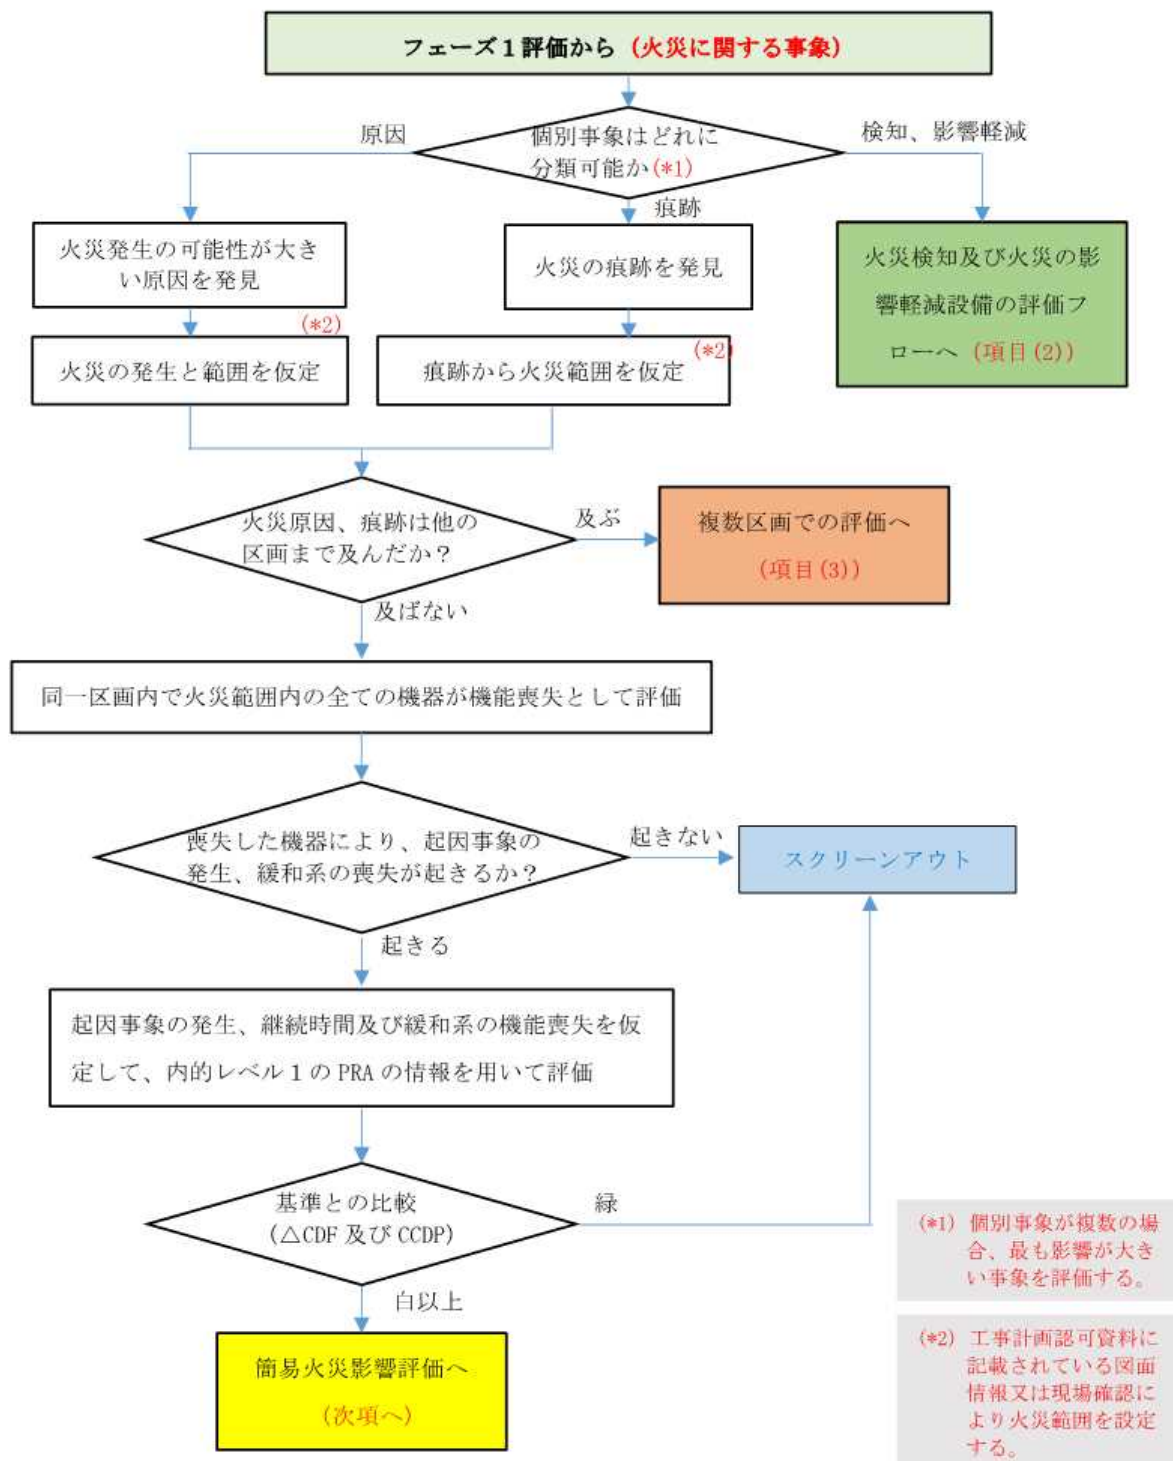 フェーズ１評価から（火災に関する事象）
原因
個別事象はどれに
分類可能か(*1)
検知、影響軽減
痕跡
火災発生の可能性が大き
い原因を発見
火災の痕跡を発見
火災検知及び火災の影
響軽減設備の評価フ
ローへ（項目(2)）
(*2)
火災の発生と範囲を仮定
(*2)
痕跡から火災範囲を仮定
火災原因、痕跡は他の
区画まで及んだか？
及ぶ
複数区画での評価へ
（項目(3)）
及ばない
同一区画内で火災範囲内の全ての機器が機能喪失として評価
喪失した機器により、起因事象の
発生、緩和系の喪失が起きるか？
起きない
スクリーンアウト
起きる
起因事象の発生、継続時間及び緩和系の機能喪失を仮
定して、内的レベル１の PRA の情報を用いて評価
基準との比較
（△CDF 及び CCDP）
緑
白以上
簡易火災影響評価へ
（次項へ）
(*1) 個別事象が複数の場
合、最も影響が大き
い事象を評価する。
(*2) 工事計画認可資料に
記載されている図面
情報又は現場確認に
より火災範囲を設定
する。